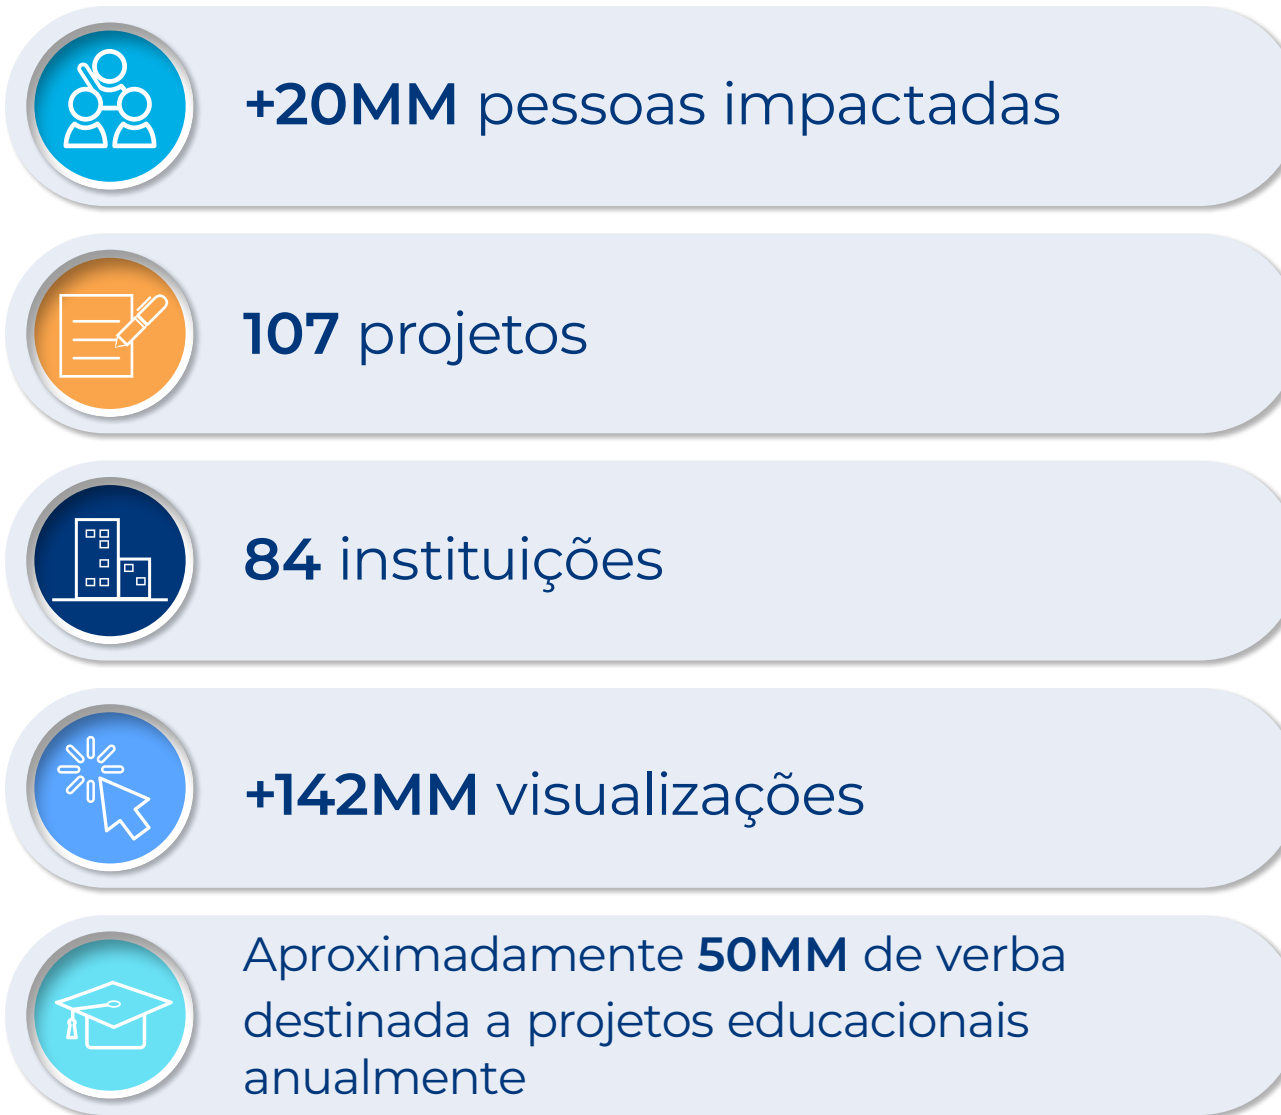 +20MM pessoas impactadas
107 projetos
84 instituições
+142MM visualizações
Aproximadamente 50MM de verba
destinada a projetos educacionais
anualmente